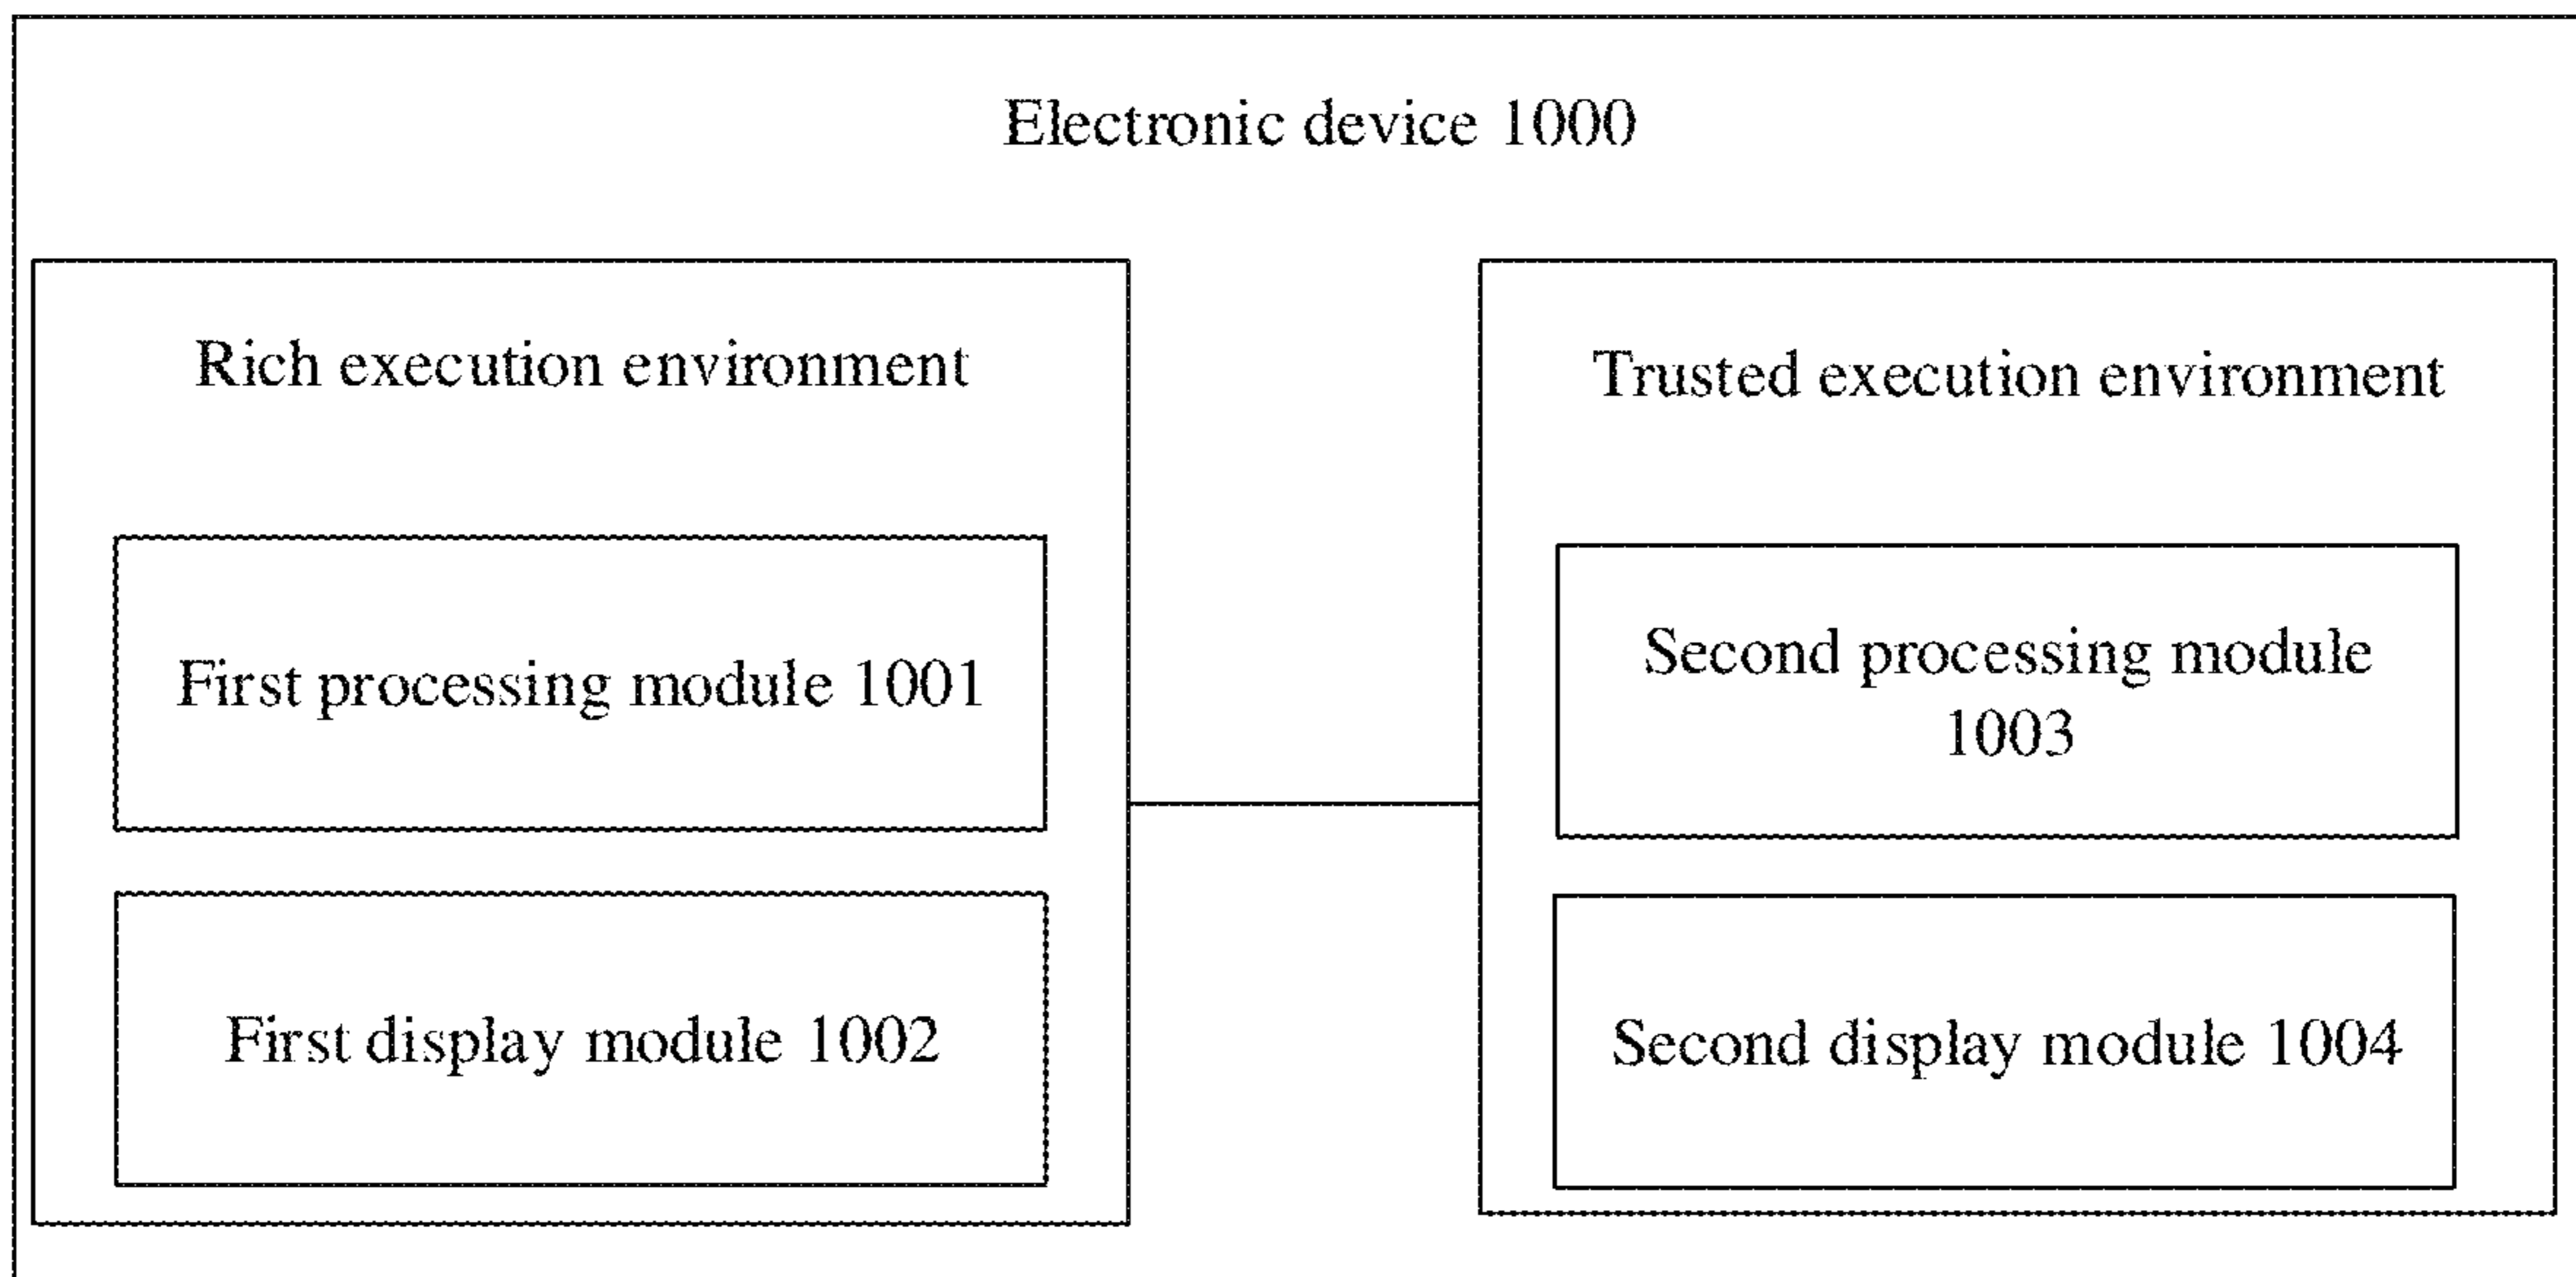 Electronic device 1000
Rich execution environment
First processing module 1001
First display module 1002
Trusted execution environment
Second processing module
1003
Second display module 1004